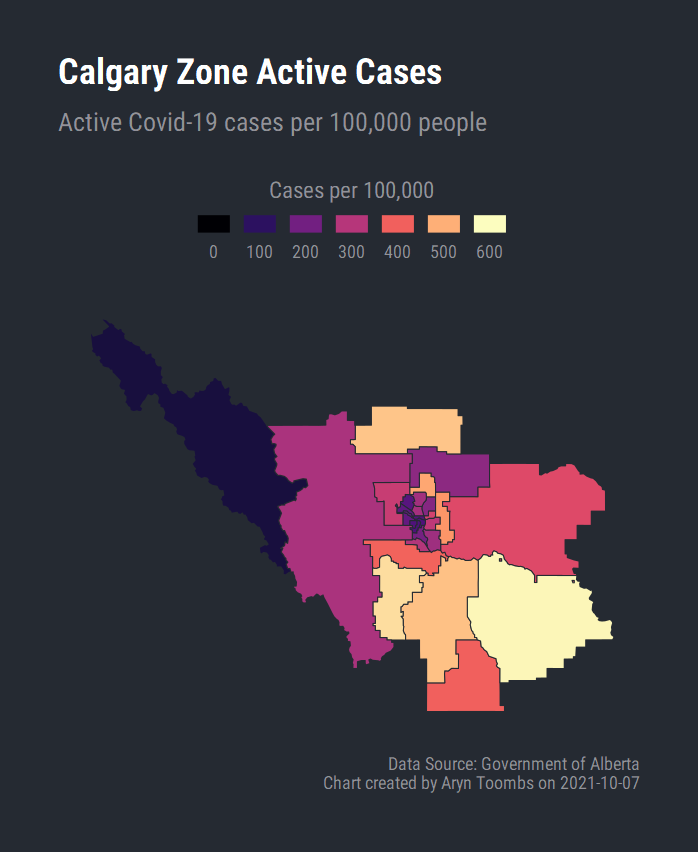 Calgary Zone Active Cases
Active Covid-19 cases per 100,000 people
Cases per 100,000
0 100 200 300 400 500 600
Data Source: Government of Alberta
Chart created by Aryn Toombs on 2021-10-07